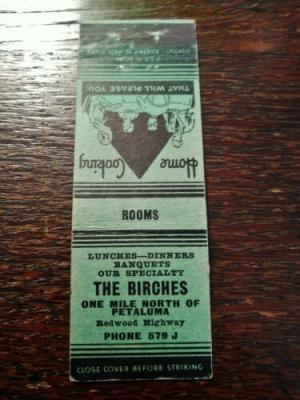 THAT WILL PLEASE YOU
Home Cooking
ROOMS
LUNCHES—DINNERS
BANQUETS
OUR SPECIALTY
THE BIRCHES
ONE MILE NORTH OF
PETALUMA
Redwood Highway
PHONE 579 J
CLOSE COVER BEFORE STRIKING